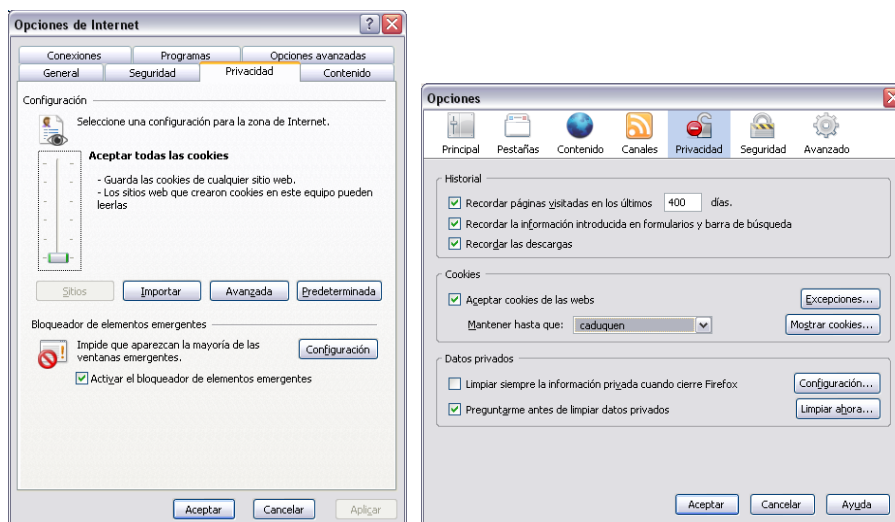 Opciones de Internet
Conexiones Programas Opciones avanzadas
General Seguridad Privacidad Contenido
Configuración
Seleccione una configuración para la zona de Internet.
Aceptar todas las cookies
- Guarda las cookies de cualquier sitio web.
- Los sitios web que crearon cookies en este equipo pueden
leerlas
Sitios Importar Avanzada Predeterminada
Bloqueador de elementos emergentes
Impide que aparezcan la mayoría de las
ventanas emergentes.
Configuración
Activar el bloqueador de elementos emergentes
Aceptar Cancelar Aplicar
Opciones
Principal Pestañas Contenido Canales Privacidad Seguridad Avanzado
Historial
Recordar páginas visitadas en los últimos 400 días.
Recordar la información introducida en formularios y barra de búsqueda
Recordar las descargas
Cookies
Aceptar cookies de las webs Excepciones...
Mantener hasta que: caduquen Mostrar cookies...
Datos privados
Limpiar siempre la información privada cuando cierre Firefox Configuración...
Preguntarme antes de limpiar datos privados Limpiar ahora...
Aceptar Cancelar Ayuda